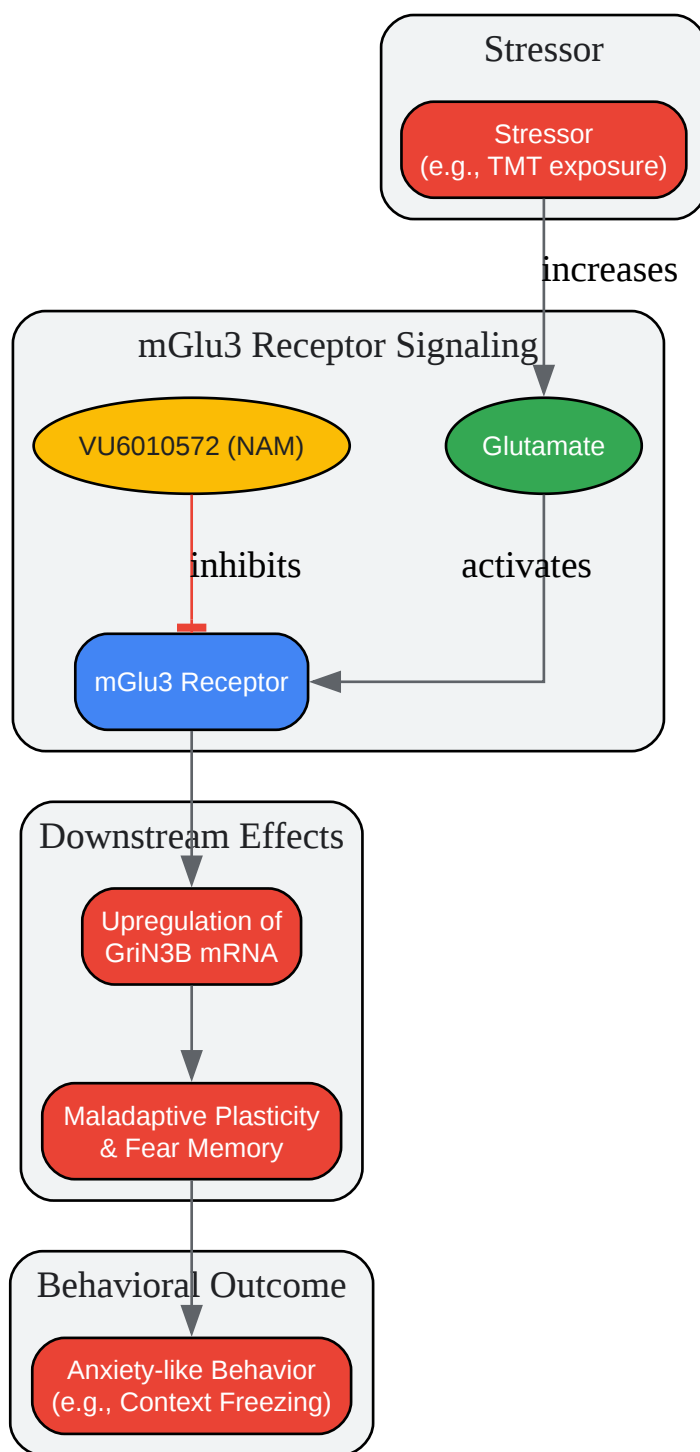 Stressor
Stressor
(e.g., TMT exposure)
increases
mGlu3 Receptor Signaling
VU6010572 (NAM)
Glutamate
inhibits
activates
mGlu3 Receptor
Downstream Effects
Upregulation of
GriN3B mRNA
Maladaptive Plasticity
& Fear Memory
Behavioral Outcome
Anxiety-like Behavior
(e.g., Context Freezing)